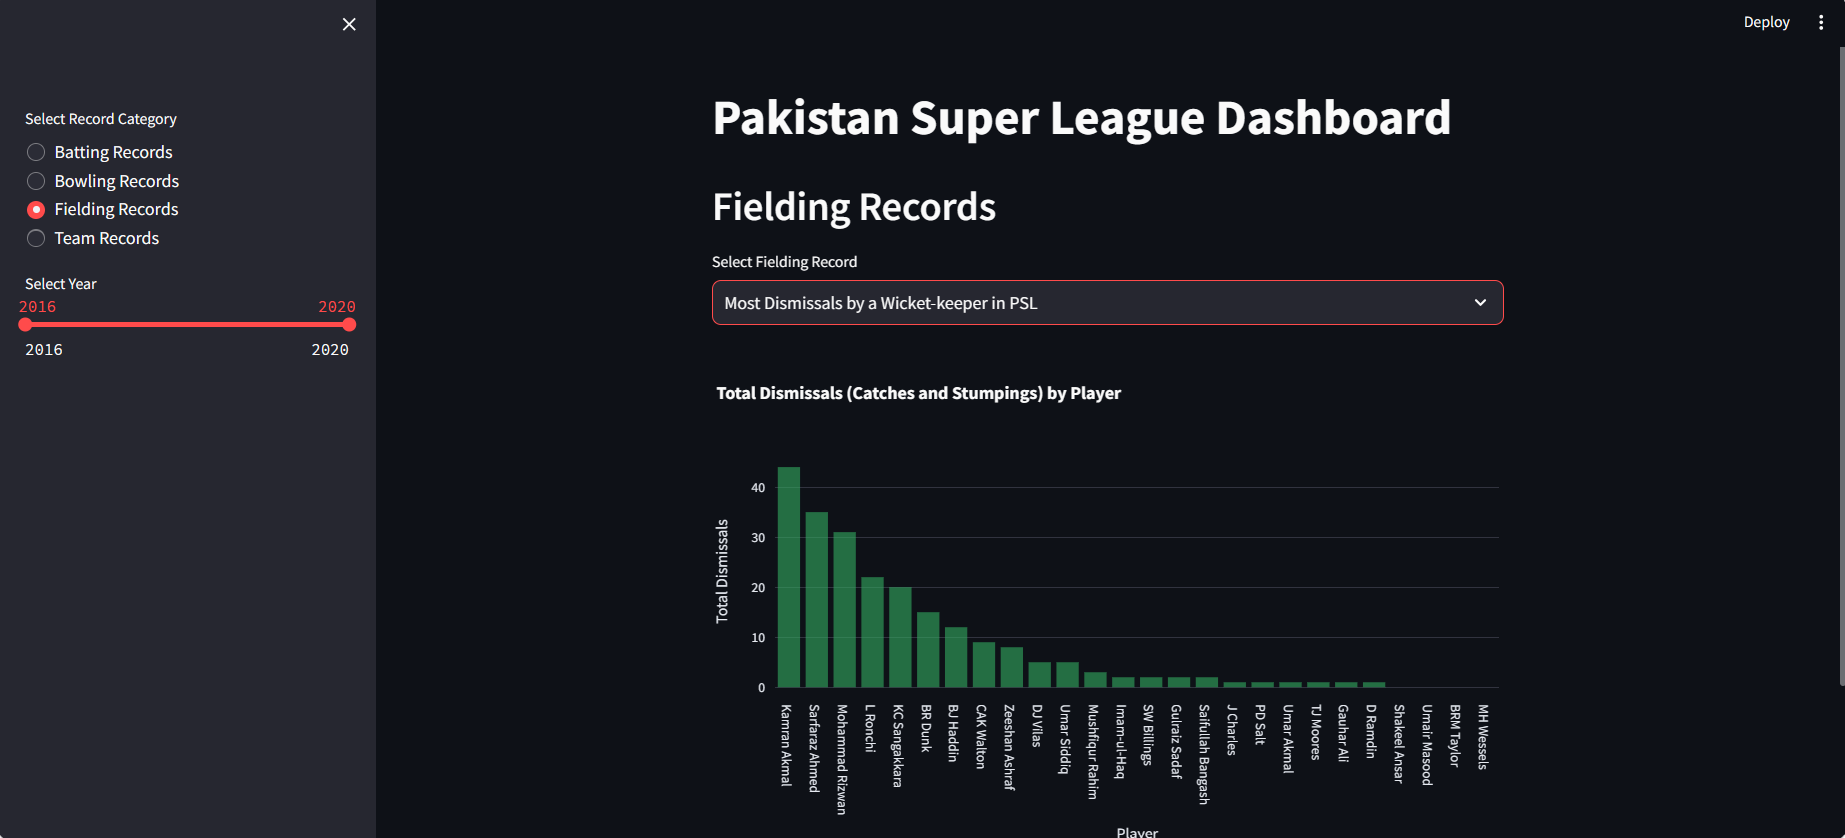 Deploy
Select Record Category
Batting Records
Bowling Records
Fielding Records
Team Records
Select Year
2016 2020
2016 2020
Pakistan Super League Dashboard
Fielding Records
Select Fielding Record
Most Dismissals by a Wicket-keeper in PSL
Total Dismissals (Catches and Stumpings) by Player
Total Dismissals
40
30
20
10
0
Kamran Akmal
Sarfaraz Ahmed
Mohammad Rizwan
L Ronchi
KC Sangakkara
BR Dunk
BJ Haddin
CAK Walton
Zeeshan Ashraf
DJ Vilas
Umar Siddiq
Mushfiqur Rahim
Imam-ul-Haq
SW Billings
Gulraiz Sadaf
Saifullah Bangash
J Charles
PD Salt
Umar Akmal
TJ Moores
Gauhar Ali
D Ramdin
Shakeel Ansar
Umair Masood
BRM Taylor
MH Wessels
Player